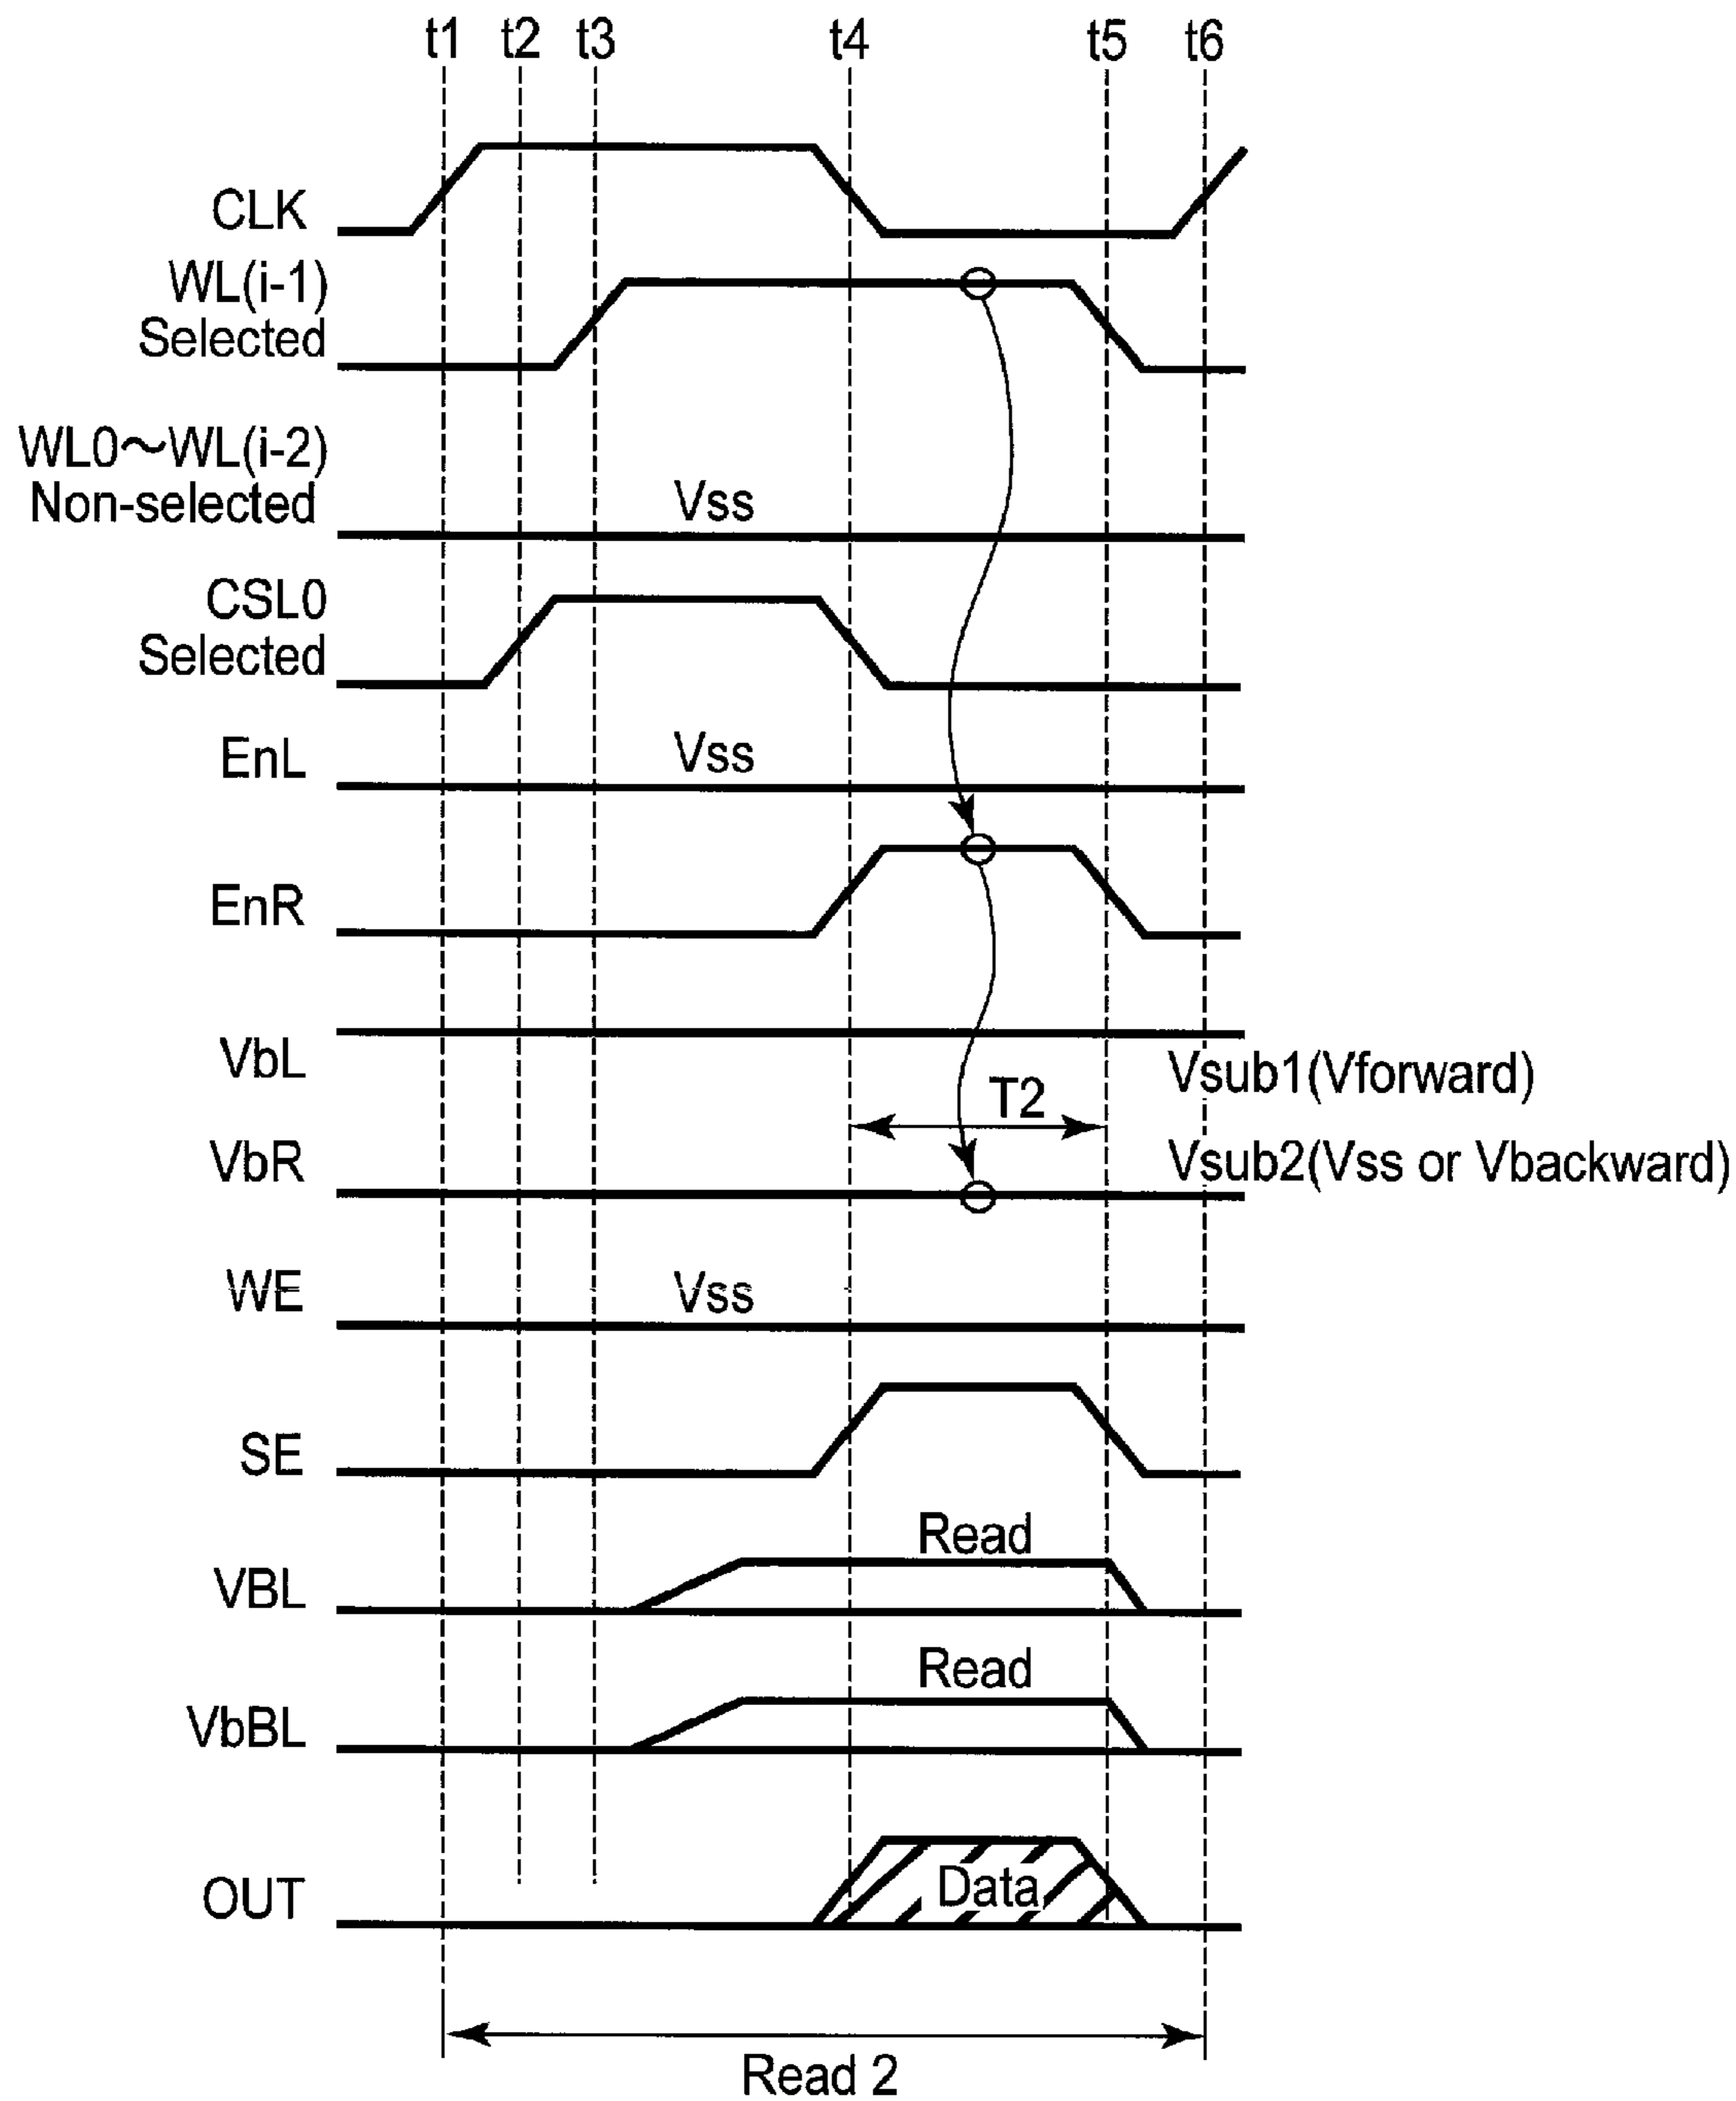 t1 t2 t3 t4 t5 t6
CLK
WL(i-1)
Selected
WL0～WL(i-2)
Non-selected
Vss
CSL0
Selected
EnL
Vss
EnR
VbL
Vsub1(Vforward)
T2
VbR
Vsub2(Vss or Vbackward)
WE
Vss
SE
Read
VBL
Read
VbBL
Data
OUT
Read 2